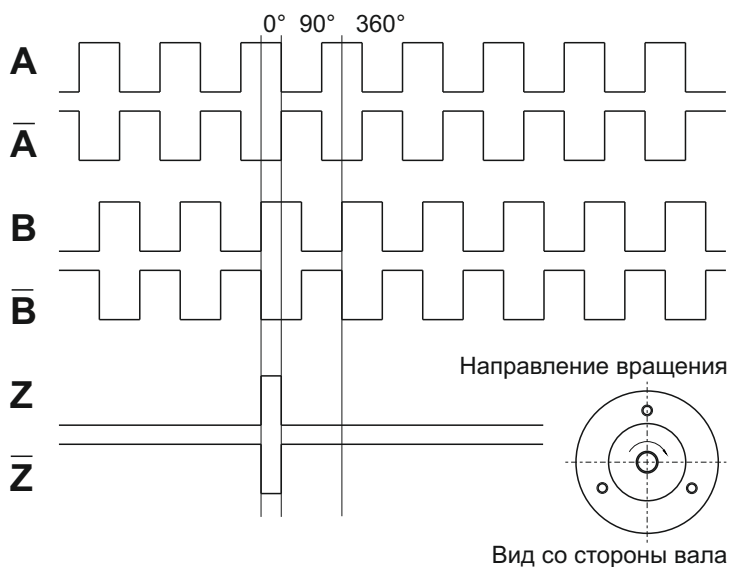 0° 90° 360°
A
A̅
B
B̅
Z
Z̅
Направление вращения
Вид со стороны вала